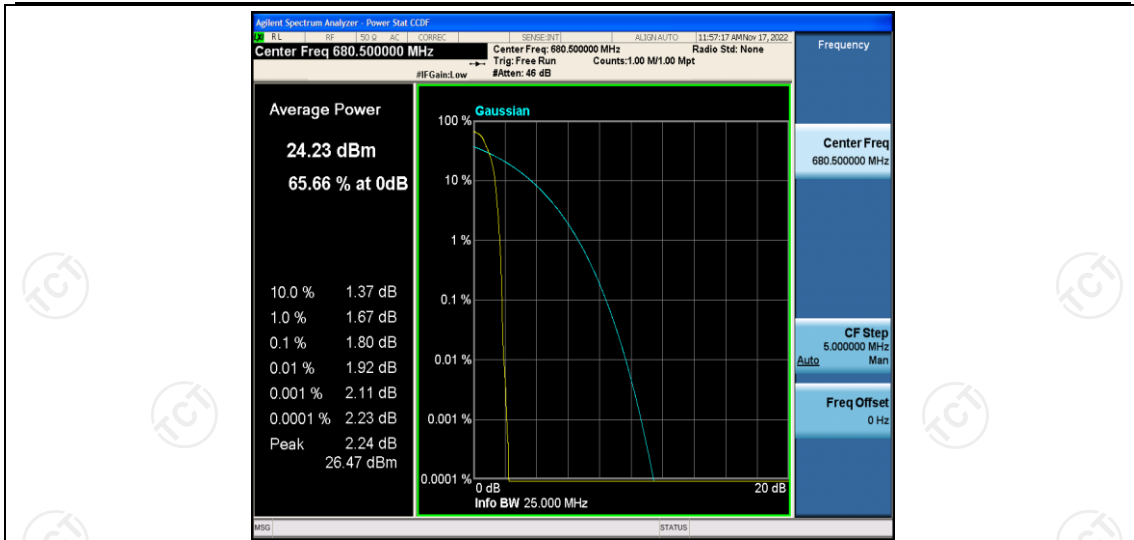 Agilent Spectrum Analyzer - Power Stat CCDF
LXI RL RF 50 Ω AC CORREC SENSE:INT ALIGN AUTO 11:57:17 AM Nov 17, 2022
Center Freq 680.500000 MHz
Center Freq: 680.500000 MHz Radio Std: None
Trig: Free Run Counts:1.00 M/1.00 Mpt
#IFGain:Low #Atten: 46 dB
Frequency
Average Power
24.23 dBm
65.66 % at 0dB
10.0 % 1.37 dB
1.0 % 1.67 dB
0.1 % 1.80 dB
0.01 % 1.92 dB
0.001 % 2.11 dB
0.0001 % 2.23 dB
Peak 2.24 dB
26.47 dBm
Gaussian
100 %
10 %
1 %
0.1 %
0.01 %
0.001 %
0.0001 %
0 dB 20 dB
Info BW 25.000 MHz
Center Freq
680.500000 MHz
CF Step
5.000000 MHz
Auto Man
Freq Offset
0 Hz
MSG STATUS
TCT
TCT
TCT
TCT
TCT
TCT